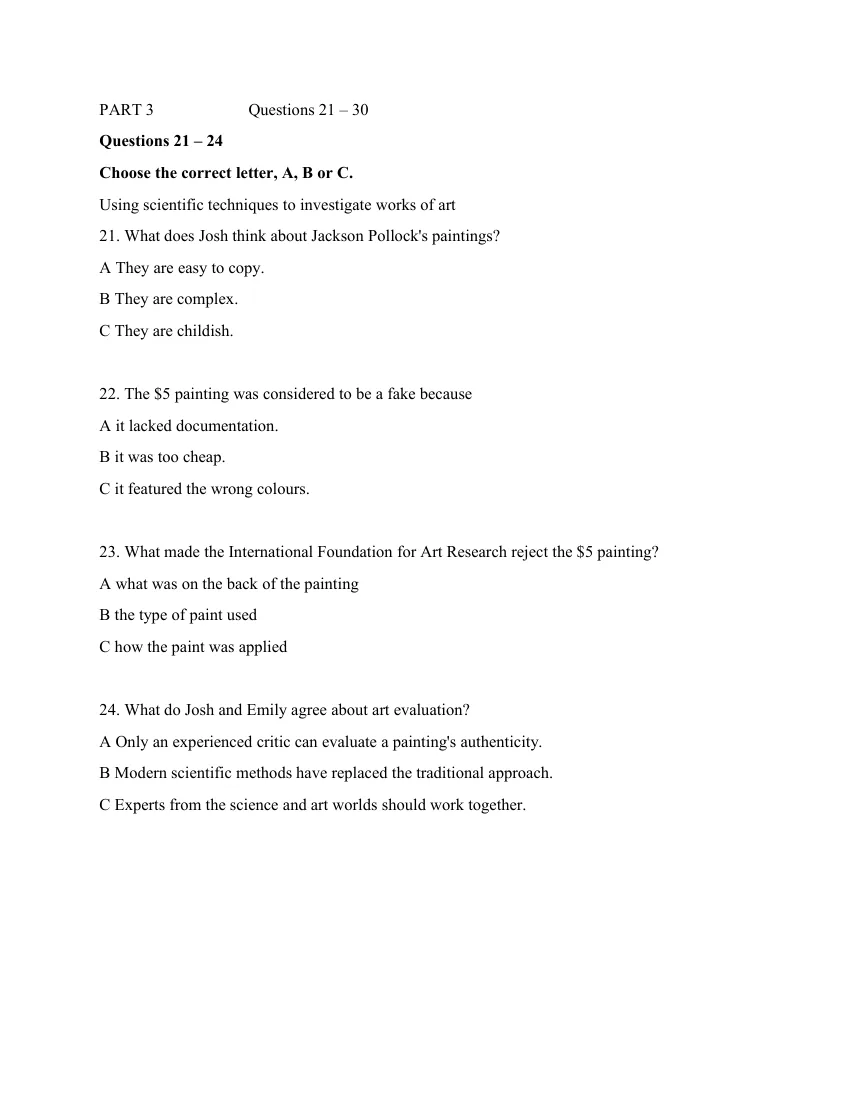 PART 3 Questions 21 – 30
Questions 21 – 24
Choose the correct letter, A, B or C.
Using scientific techniques to investigate works of art
21. What does Josh think about Jackson Pollock's paintings?
A They are easy to copy.
B They are complex.
C They are childish.
22. The $5 painting was considered to be a fake because
A it lacked documentation.
B it was too cheap.
C it featured the wrong colours.
23. What made the International Foundation for Art Research reject the $5 painting?
A what was on the back of the painting
B the type of paint used
C how the paint was applied
24. What do Josh and Emily agree about art evaluation?
A Only an experienced critic can evaluate a painting's authenticity.
B Modern scientific methods have replaced the traditional approach.
C Experts from the science and art worlds should work together.